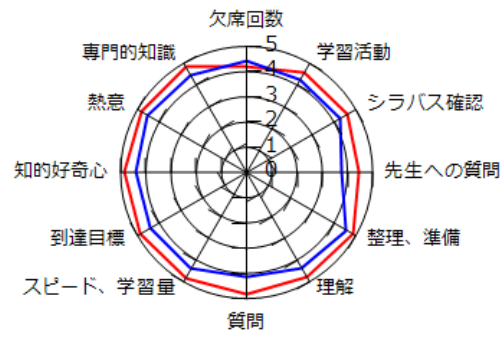 欠席回数
専門的知識
5
学習活動
4
熱意
3
シラバス確認
2
1
知的好奇心
0
先生への質問
到達目標
整理、準備
スピード、学習量
理解
質問